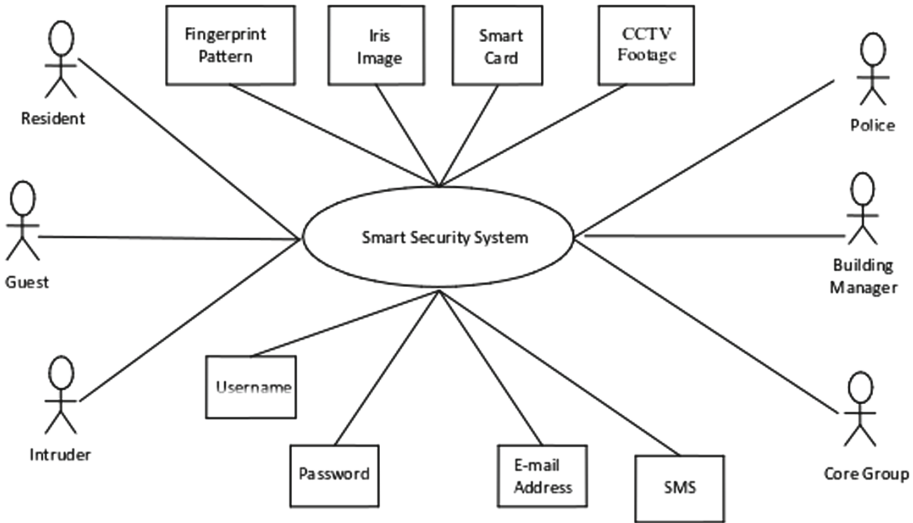 Fingerprint
Pattern
Iris
Image
Smart
Card
CCTV
Footage
Resident
Police
Smart Security System
Guest
Building
Manager
Username
Intruder
Password
E-mail
Address
SMS
Core Group